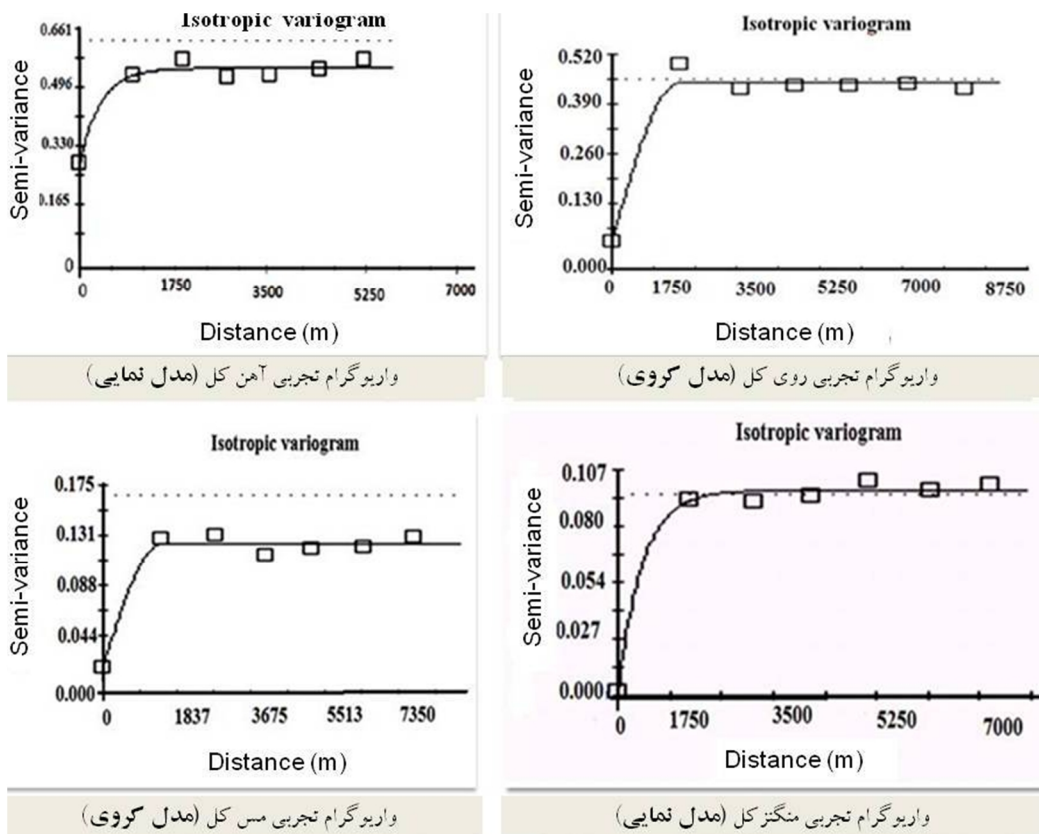 Isotropic variogram
0.661
0.496
0.330
0.165
0
Semi-variance
0 1750 3500 5250 7000
Distance (m)
واریوگرام تجربی آهن کل (مدل نمایی)
Isotropic variogram
0.520
0.390
0.260
0.130
0.000
Semi-variance
0 1750 3500 5250 7000 8750
Distance (m)
واریوگرام تجربی روی کل (مدل کروی)
Isotropic variogram
0.175
0.131
0.088
0.044
0.000
Semi-variance
0 1837 3675 5513 7350
Distance (m)
واریوگرام تجربی مس کل (مدل کروی)
Isotropic variogram
0.107
0.080
0.054
0.027
0.000
Semi-variance
0 1750 3500 5250 7000
Distance (m)
واریوگرام تجربی منگنز کل (مدل نمایی)